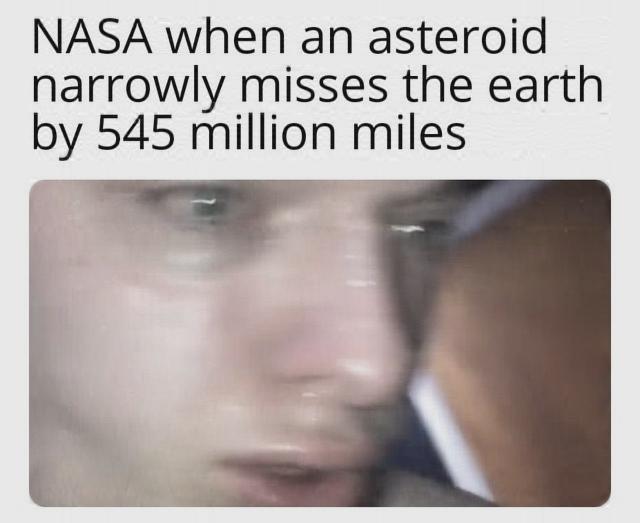 NASA when an asteroid
narrowly misses the earth
by 545 million miles